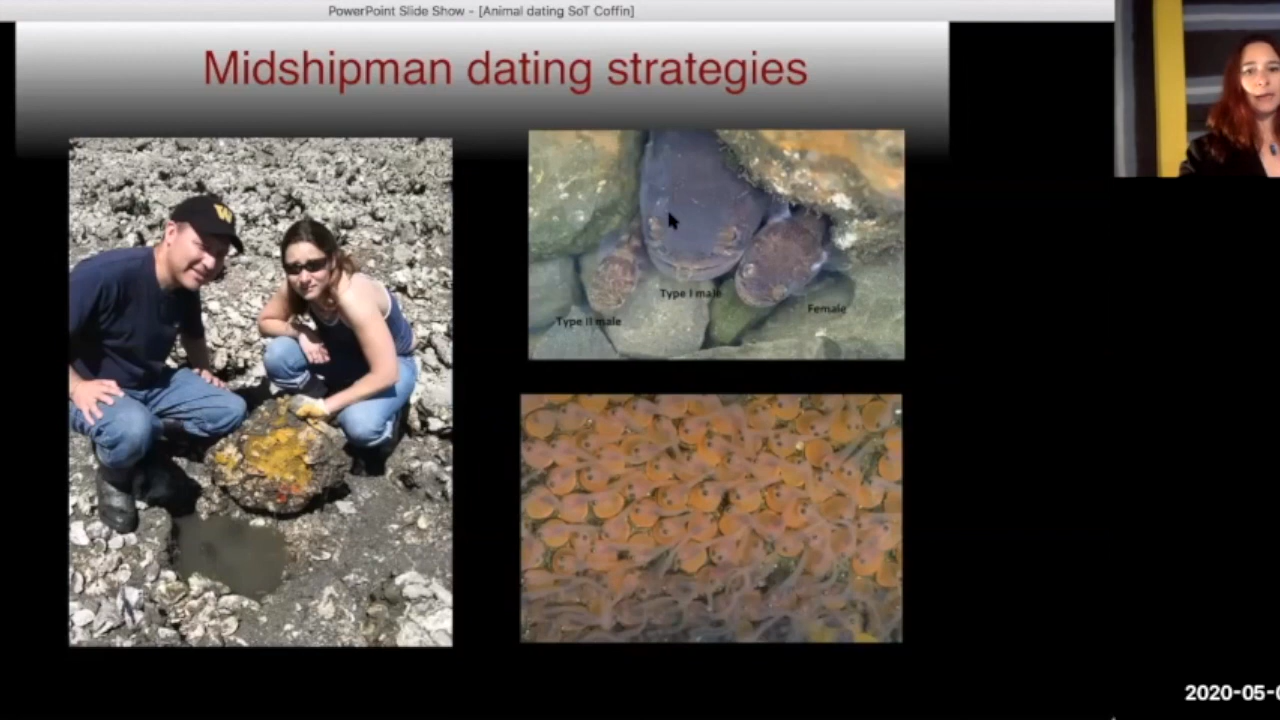 PowerPoint Slide Show - [Animal dating SoT Coffin]
Midshipman dating strategies
W
Type I male
Female
Type II male
2020-05-0